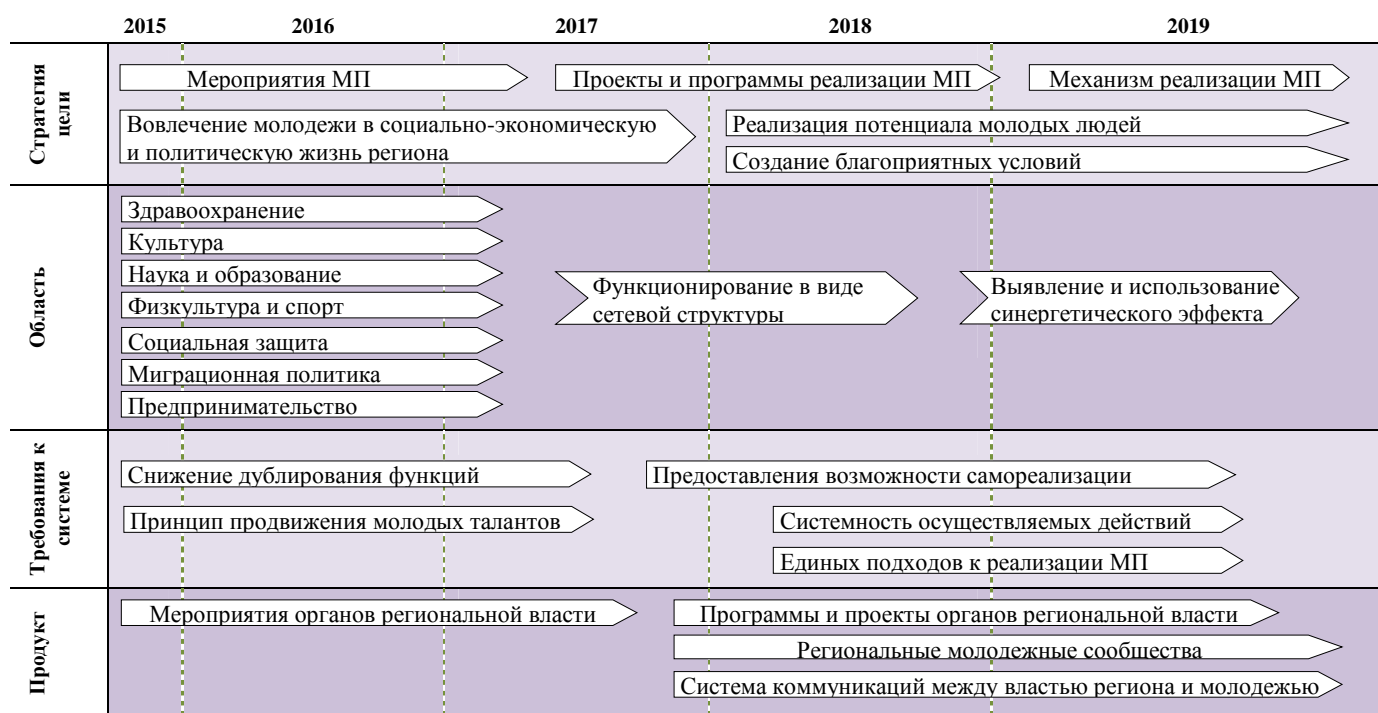 2015 2016 2017 2018 2019
Стратегия
цели
Мероприятия МП
Проекты и программы реализации МП
Механизм реализации МП
Вовлечение молодежи в социально-экономическую
и политическую жизнь региона
Реализация потенциала молодых людей
Создание благоприятных условий
Область
Здравоохранение
Культура
Наука и образование
Физкультура и спорт
Социальная защита
Миграционная политика
Предпринимательство
Функционирование в виде
сетевой структуры
Выявление и использование
синергетического эффекта
Требования к
системе
Снижение дублирования функций
Предоставления возможности самореализации
Принцип продвижения молодых талантов
Системность осуществляемых действий
Единых подходов к реализации МП
Продукт
Мероприятия органов региональной власти
Программы и проекты органов региональной власти
Региональные молодежные сообщества
Система коммуникаций между властью региона и молодежью